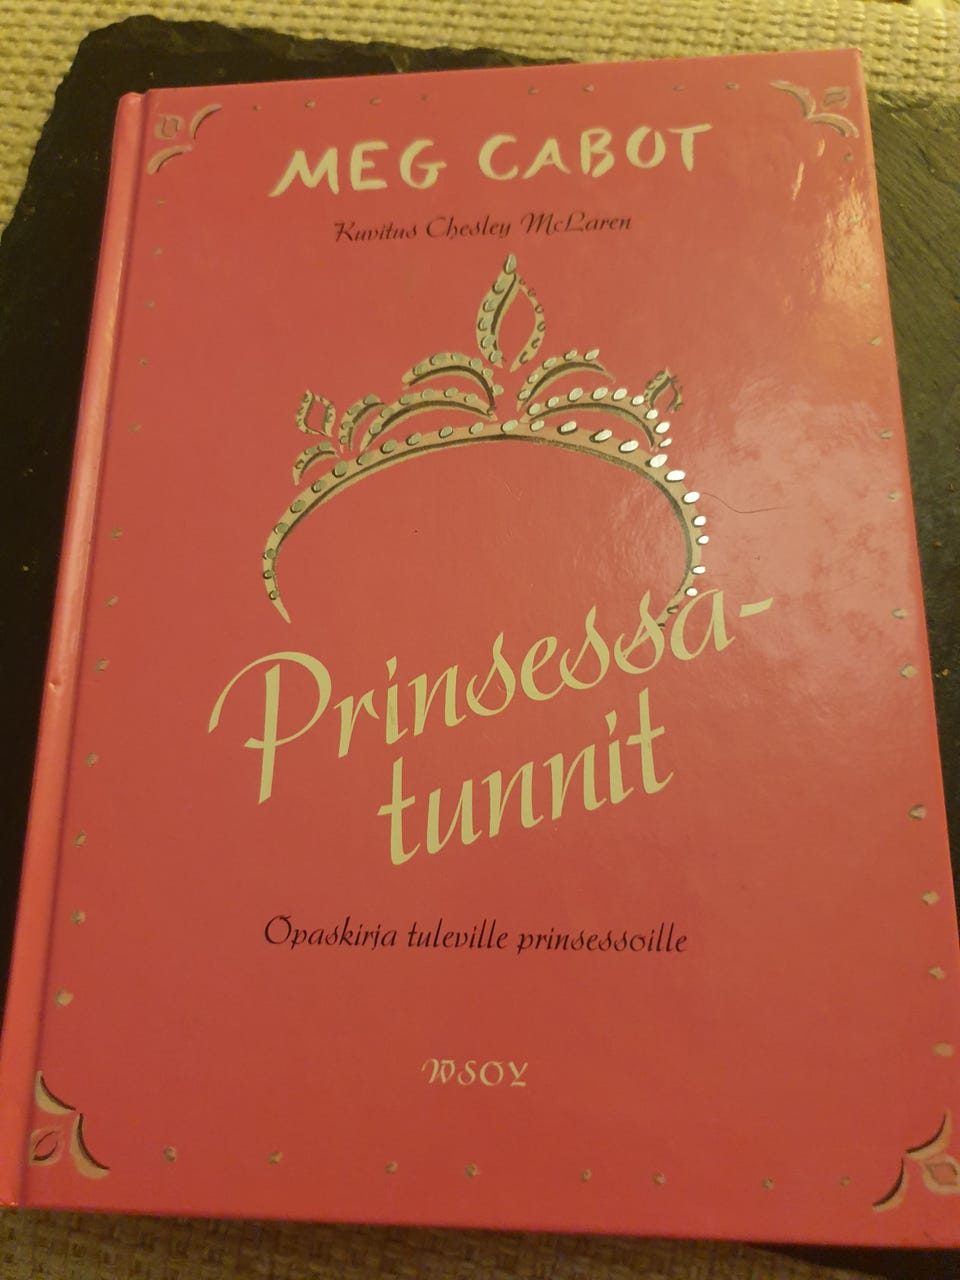 MEG CABOT
Kuvitus Chesley McLaren
Prinsessa-
tunnit
Opaskirja tuleville prinsessoille
WSOY